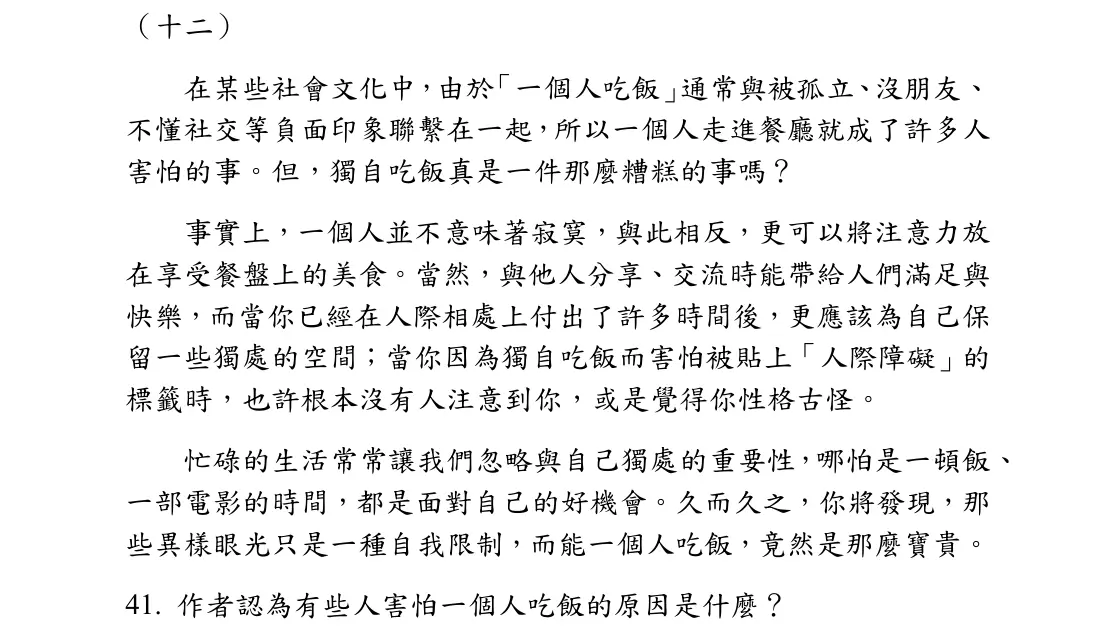 （十二）
在某些社會文化中，由於「一個人吃飯」通常與被孤立、沒朋友、
不懂社交等負面印象聯繫在一起，所以一個人走進餐廳就成了許多人
害怕的事。但，獨自吃飯真是一件那麼糟糕的事嗎？
事實上，一個人並不意味著寂寞，與此相反，更可以將注意力放
在享受餐盤上的美食。當然，與他人分享、交流時能帶給人們滿足與
快樂，而當你已經在人際相處上付出了許多時間後，更應該為自己保
留一些獨處的空間；當你因為獨自吃飯而害怕被貼上「人際障礙」的
標籤時，也許根本沒有人注意到你，或是覺得你性格古怪。
忙碌的生活常常讓我們忽略與自己獨處的重要性，哪怕是一頓飯、
一部電影的時間，都是面對自己的好機會。久而久之，你將發現，那
些異樣眼光只是一種自我限制，而能一個人吃飯，竟然是那麼寶貴。
41. 作者認為有些人害怕一個人吃飯的原因是什麼？